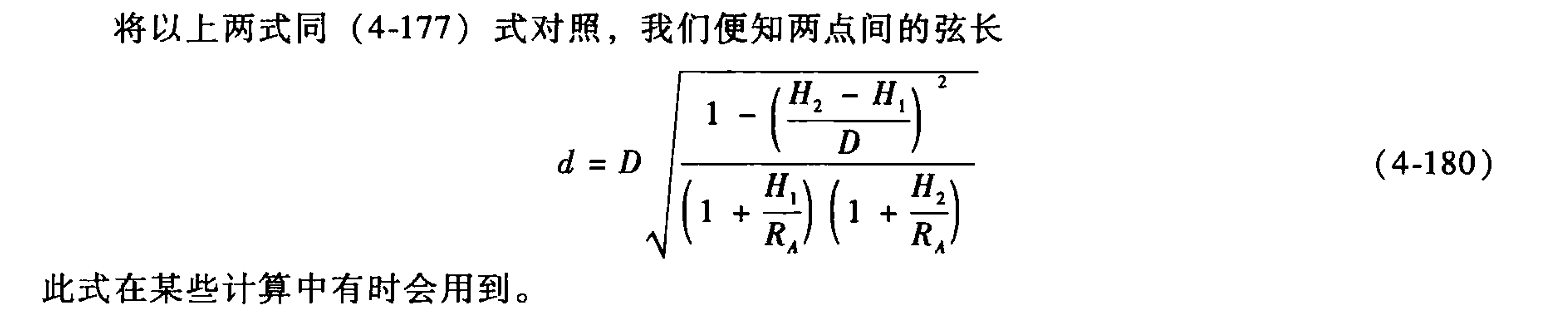 将以上两式同（4-177）式对照，我们便知两点间的弦长
$$d = D\sqrt{\frac{1 - \left(\frac{H_2 - H_1}{D}\right)^2}{\left(1 + \frac{H_1}{R_A}\right)\left(1 + \frac{H_2}{R_A}\right)}}$$ （4-180）
此式在某些计算中有时会用到。